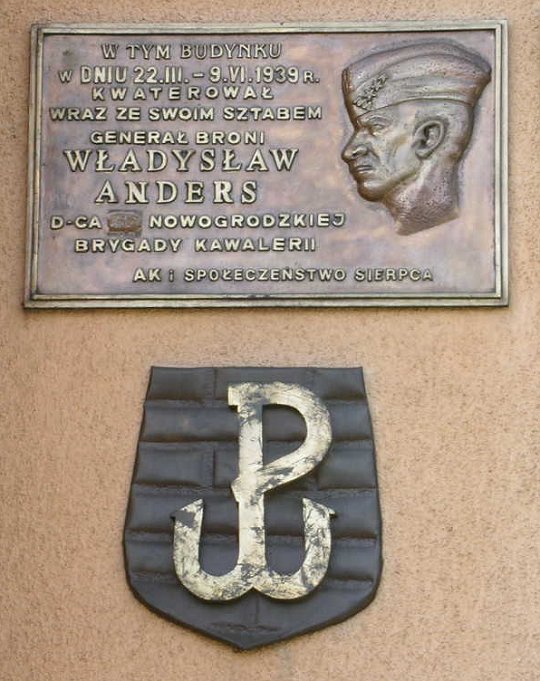 W TYM BUDYNKU
W DNIU 22.III. – 9.VI. 1939 R.
KWATEROWAŁ
WRAZ ZE SWOIM SZTABEM
GENERAŁ BRONI
WŁADYSŁAW
ANDERS
D-CA NOWOGRODZKIEJ
BRYGADY KAWALERII
AK i SPOŁECZEŃSTWO SIERPCA